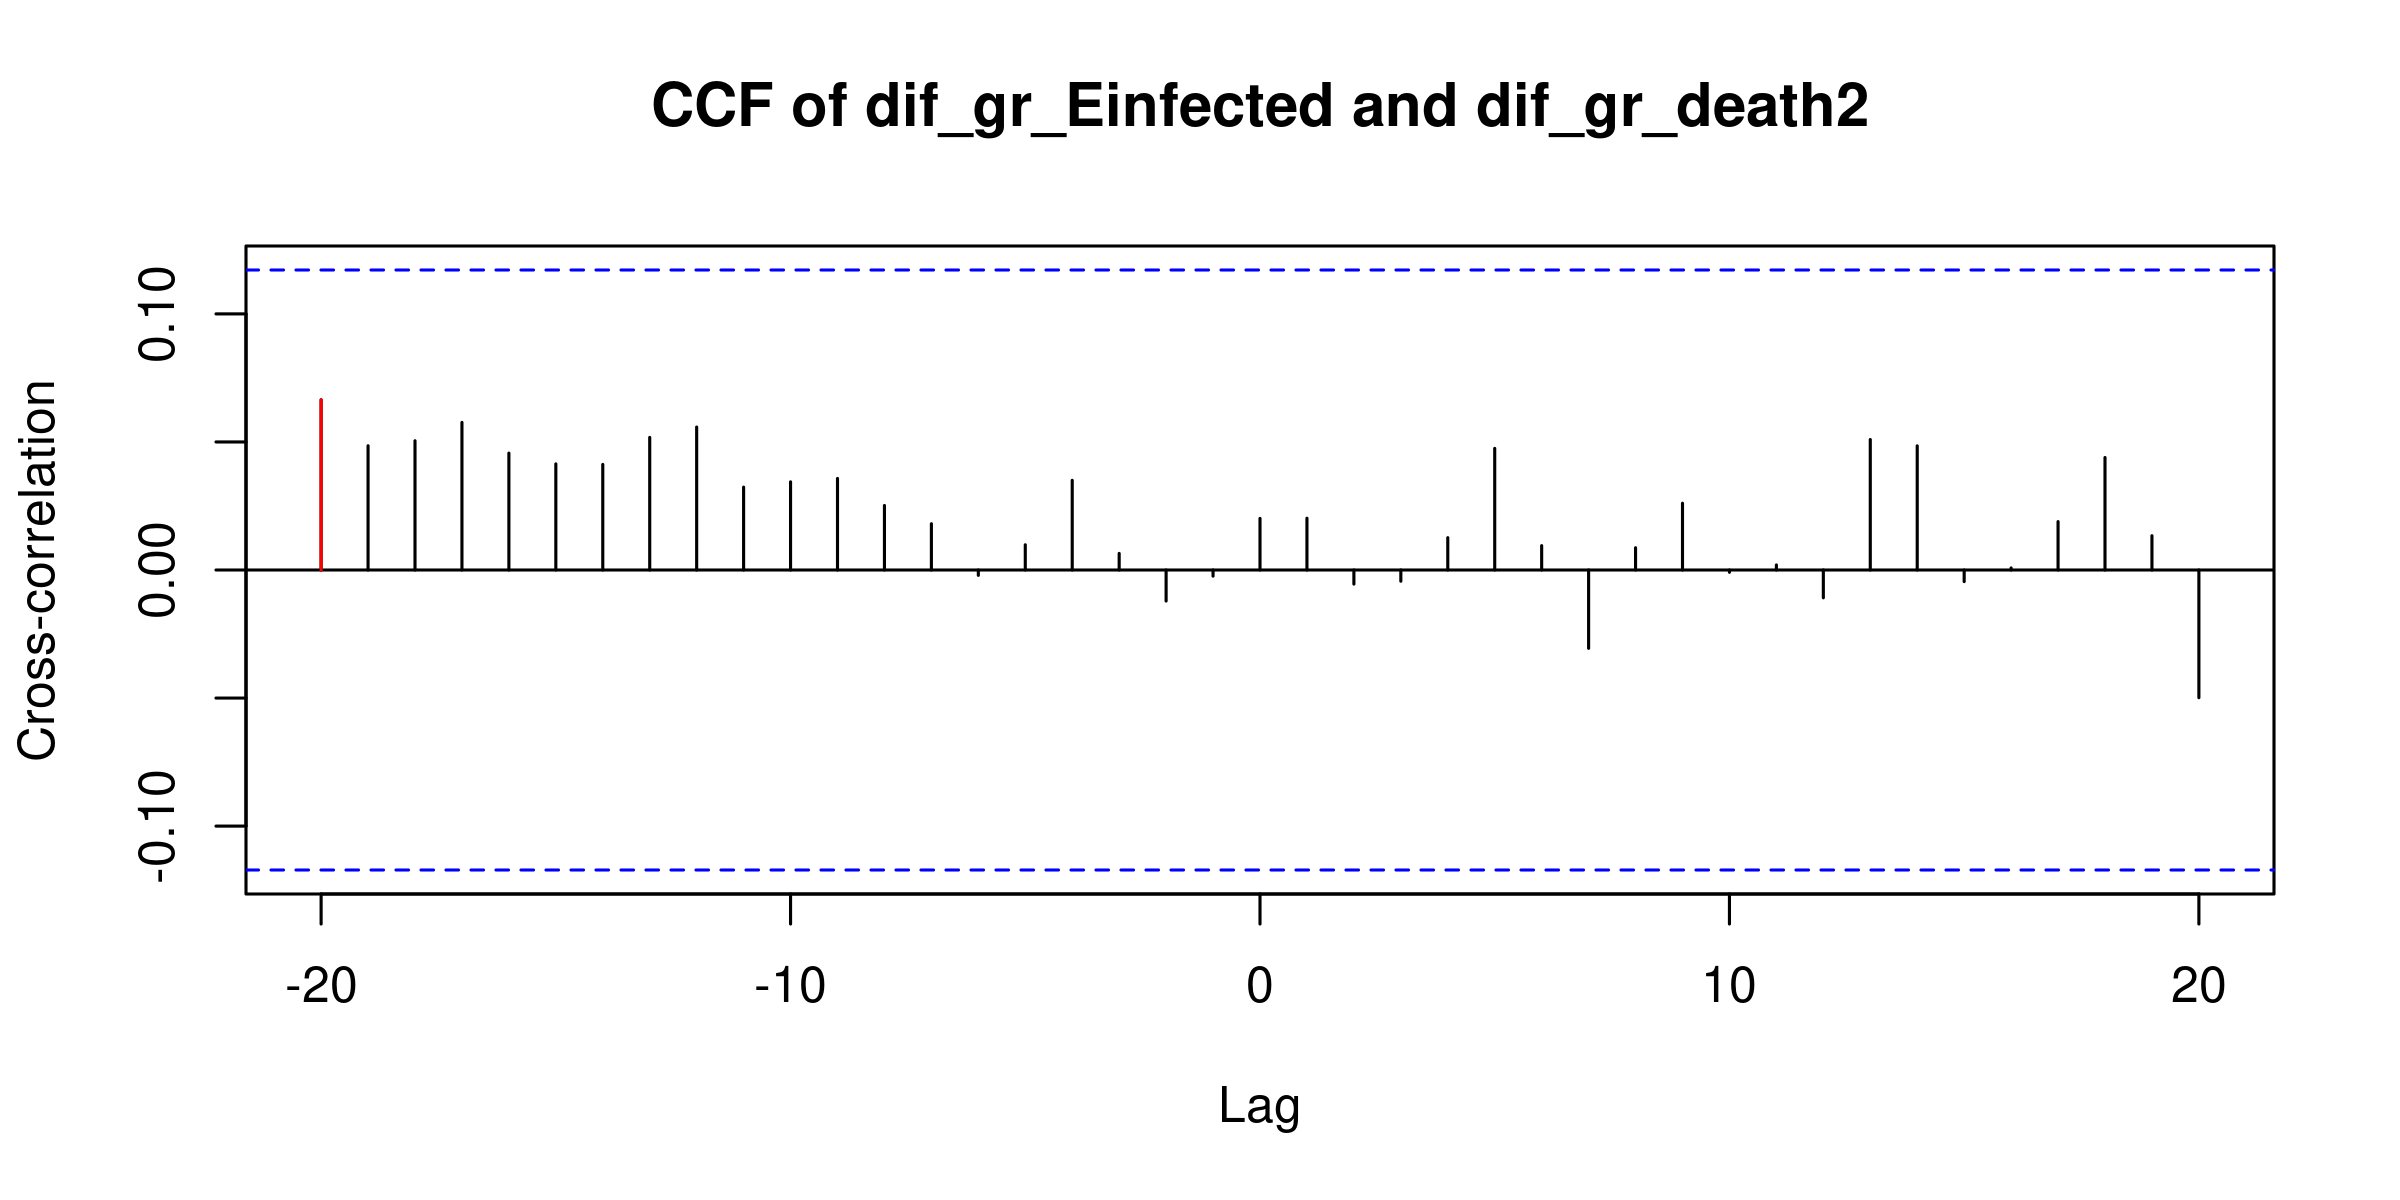 CCF of dif_gr_Einfected and dif_gr_death2
Cross-correlation
0.10
0.00
-0.10
-20 -10 0 10 20
Lag